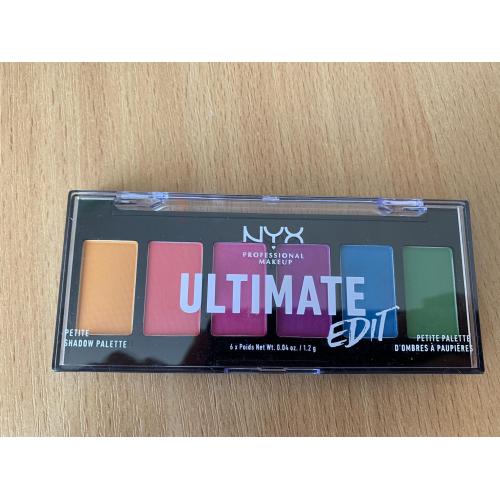 NYX
PROFESSIONAL
MAKEUP
ULTIMATE
EDIT
PETITE
SHADOW PALETTE
6 x Poids Net Wt. 0.04 oz. / 1.2 g
PETITE PALETTE
D'OMBRES À PAUPIÈRES